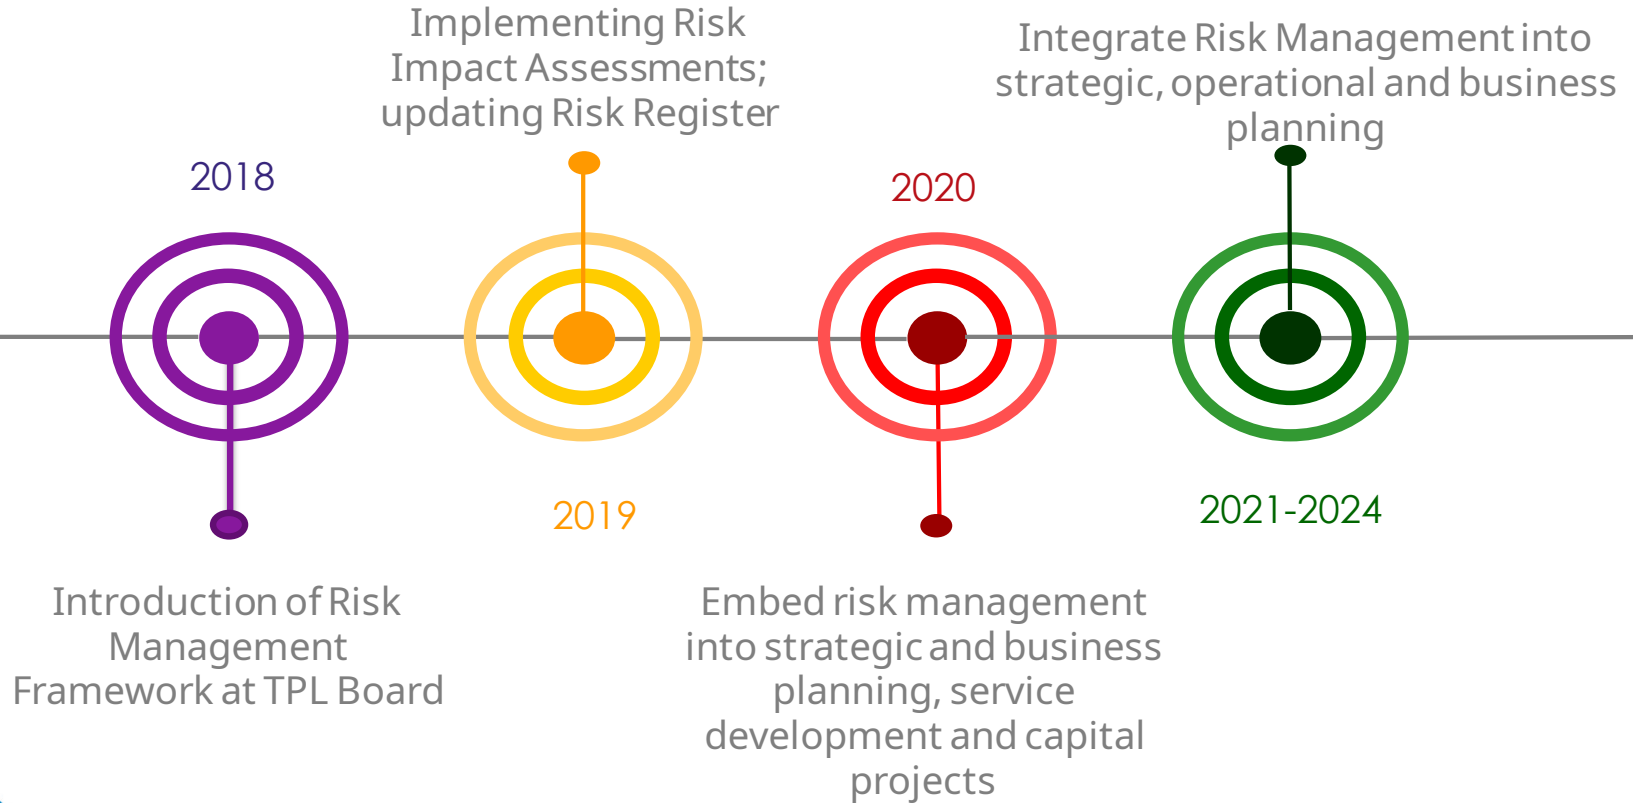 2018
Introduction of Risk
Management
Framework at TPL Board
Implementing Risk
Impact Assessments;
updating Risk Register
2019
2020
Embed risk management
into strategic and business
planning, service
development and capital
projects
Integrate Risk Management into
strategic, operational and business
planning
2021-2024